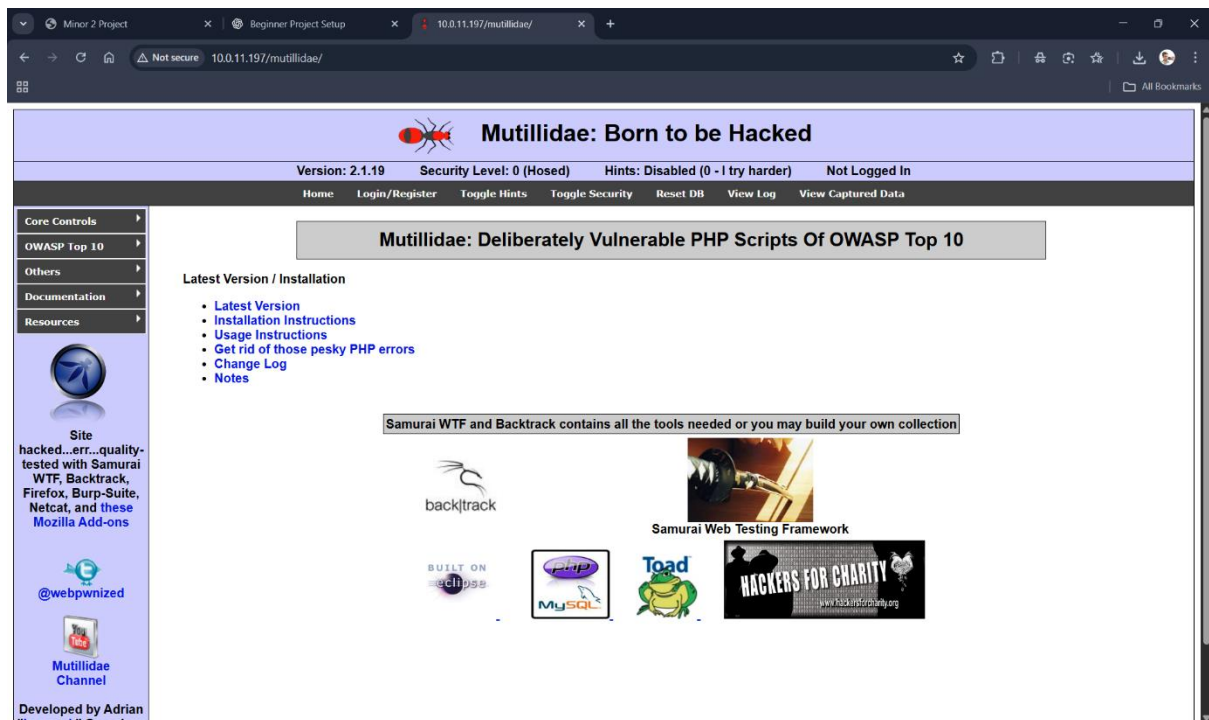 Minor 2 Project
Beginner Project Setup
10.0.11.197/mutillidae/
Not secure 10.0.11.197/mutillidae/
All Bookmarks
Mutillidae: Born to be Hacked
Version: 2.1.19 Security Level: 0 (Hosed) Hints: Disabled (0 - I try harder) Not Logged In
Home Login/Register Toggle Hints Toggle Security Reset DB View Log View Captured Data
Core Controls
OWASP Top 10
Others
Documentation
Resources
Site
hacked...err...quality-
tested with Samurai
WTF, Backtrack,
Firefox, Burp-Suite,
Netcat, and these
Mozilla Add-ons
@webpwnized
You
Tube
Mutillidae
Channel
Developed by Adrian
Mutillidae: Deliberately Vulnerable PHP Scripts Of OWASP Top 10
Latest Version / Installation
• Latest Version
• Installation Instructions
• Usage Instructions
• Get rid of those pesky PHP errors
• Change Log
• Notes
Samurai WTF and Backtrack contains all the tools needed or you may build your own collection
back|track
Samurai Web Testing Framework
BUILT ON
eclipse
php
MySQL
Toad
HACKERS FOR CHARITY
www.hackersforcharity.org